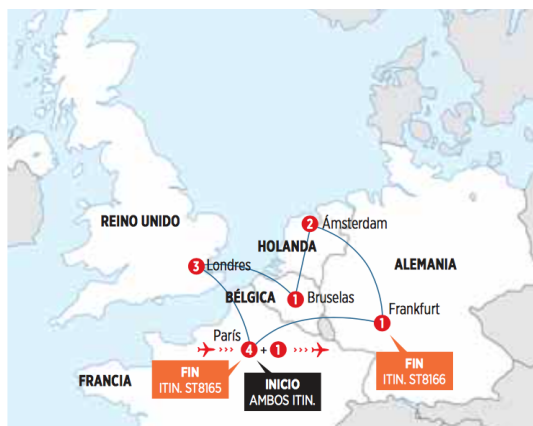 REINO UNIDO
2 Ámsterdam
HOLANDA
3 Londres
ALEMANIA
BÉLGICA
1 Bruselas
Frankfurt
1
París
4 + 1
FIN
ITIN. ST8165
INICIO
AMBOS ITIN.
FIN
ITIN. ST8166
FRANCIA